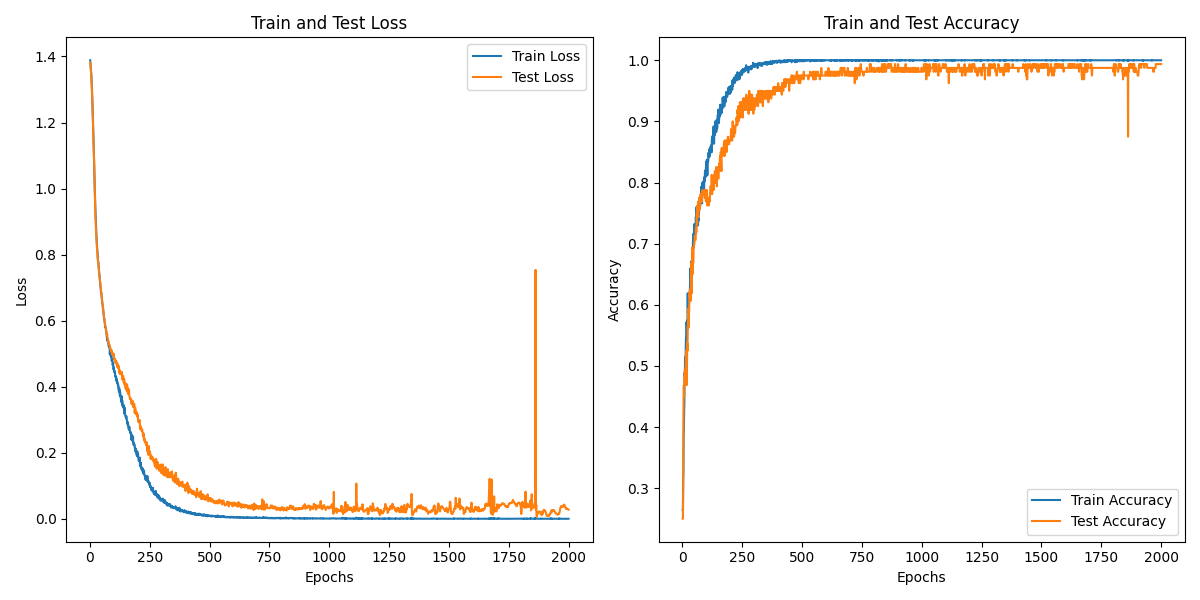 Train and Test Loss
1.4
1.2
1.0
0.8
0.6
0.4
0.2
0.0
Loss
0 250 500 750 1000 1250 1500 1750 2000
Epochs
Train Loss
Test Loss
Train and Test Accuracy
1.0
0.9
0.8
0.7
0.6
0.5
0.4
0.3
Accuracy
0 250 500 750 1000 1250 1500 1750 2000
Epochs
Train Accuracy
Test Accuracy